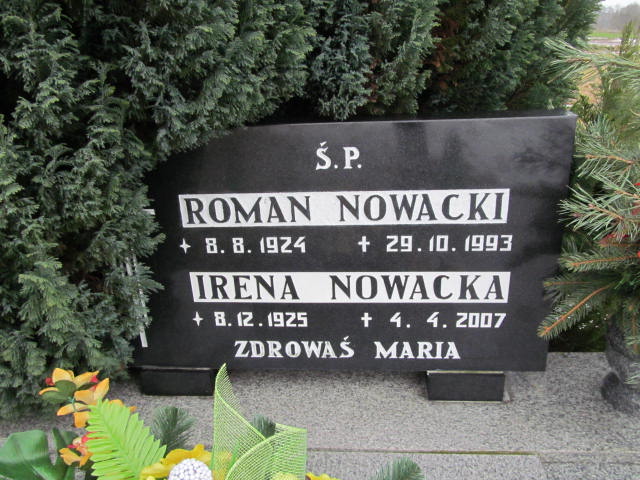 Ś.P.
ROMAN NOWACKI
+ 8.8.1924 + 29.10.1993
IRENA NOWACKA
+ 8.12.1925 + 4.4.2007
ZDROWAŚ MARIA